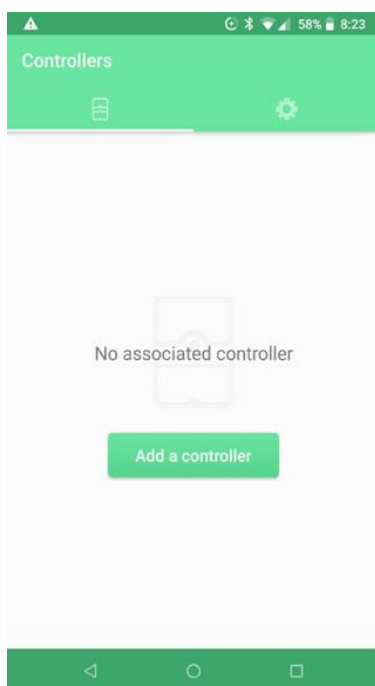 58% 8:23
Controllers
No associated controller
Add a controller